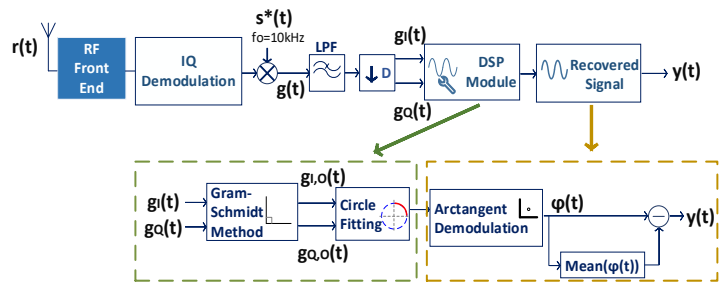 s*(t)
fo=10kHz
r(t)
RF
Front
End
IQ
Demodulation
g(t)
LPF
↓ D
gI(t)
gQ(t)
DSP
Module
Recovered
Signal
y(t)
gI(t)
gQ(t)
Gram-
Schmidt
Method
gI,O(t)
gQ,O(t)
Circle
Fitting
Arctangent
Demodulation
φ(t)
Mean(φ(t))
y(t)